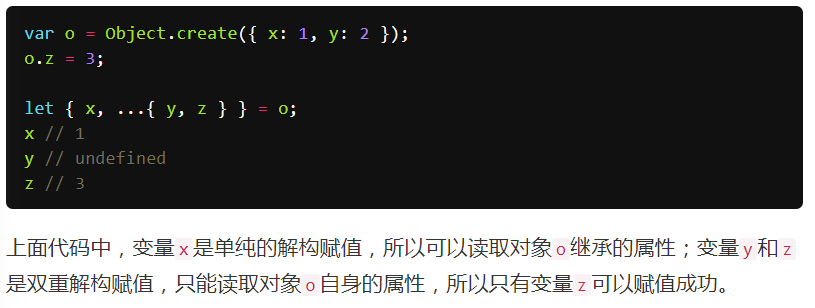 var o = Object.create({ x: 1, y: 2 });
o.z = 3;
let { x, ...{ y, z } } = o;
x // 1
y // undefined
z // 3
上面代码中，变量x是单纯的解构赋值，所以可以读取对象o继承的属性；变量y和z
是双重解构赋值，只能读取对象o自身的属性，所以只有变量z可以赋值成功。